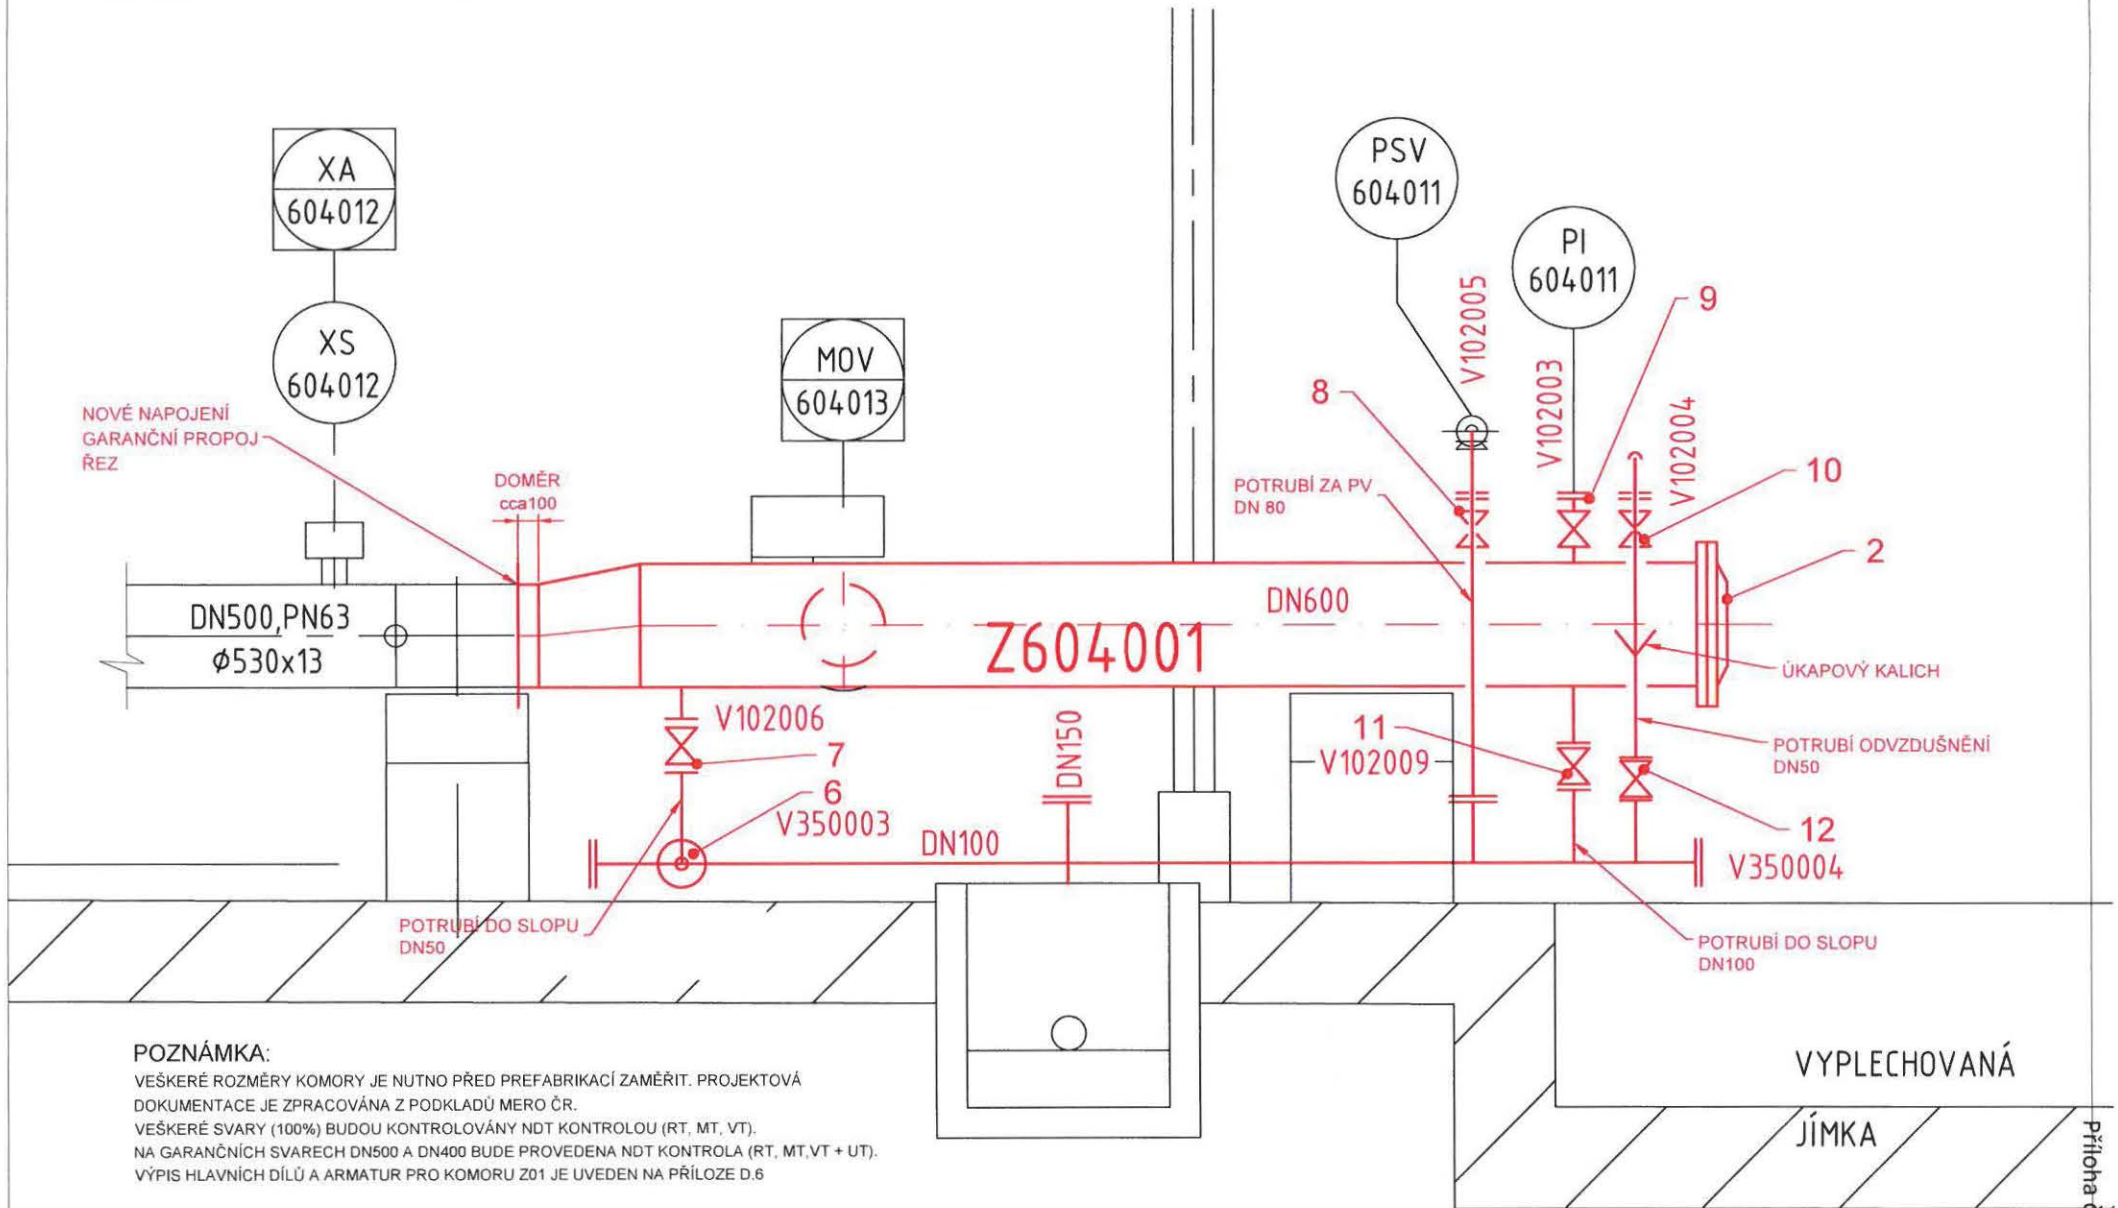 XA
604012
XS
604012
NOVÉ NAPOJENÍ
GARANČNÍ PROPOJ
ŘEZ
DOMĚR
cca100
MOV
604013
PSV
604011
PI
604011
V102005
V102003
V102004
8
9
10
2
POTRUBÍ ZA PV
DN 80
DN500,PN63
Φ530x13
DN600
Z604001
ÚKAPOVÝ KALICH
POTRUBÍ ODVZDUŠNĚNÍ
DN50
V102006
7
6
V350003
DN150
11
V102009
12
V350004
DN100
POTRUBÍ DO SLOPU
DN50
POTRUBÍ DO SLOPU
DN100
POZNÁMKA:
VEŠKERÉ ROZMĚRY KOMORY JE NUTNO PŘED PREFABRIKACÍ ZAMĚŘIT. PROJEKTOVÁ
DOKUMENTACE JE ZPRACOVÁNA Z PODKLADŮ MERO ČR.
VEŠKERÉ SVARY (100%) BUDOU KONTROLOVÁNY NDT KONTROLOU (RT, MT, VT).
NA GARANČNÍCH SVARECH DN500 A DN400 BUDE PROVEDENA NDT KONTROLA (RT, MT,VT + UT).
VÝPIS HLAVNÍCH DÍLŮ A ARMATUR PRO KOMORU Z01 JE UVEDEN NA PŘÍLOZE D.6
VYPLECHOVANÁ
JÍMKA
Příloha